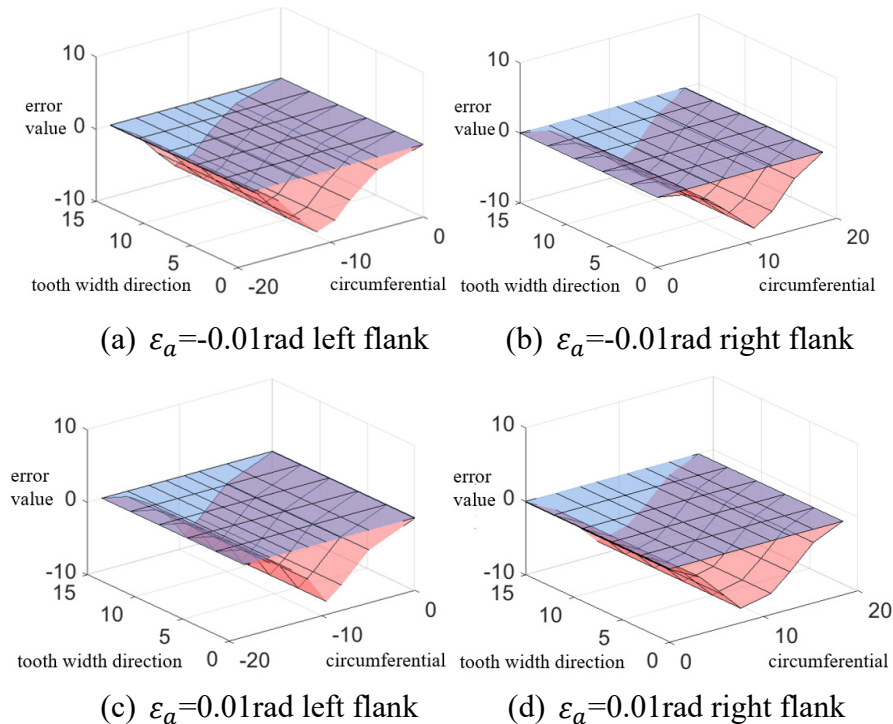 10
error
value
0
-10
15
10
5
tooth width direction
0
-20
-10
circumferential
0
(a) εₐ=-0.01rad left flank
10
error
value
0
-10
15
10
5
tooth width direction
0
0
10
circumferential
20
(b) εₐ=-0.01rad right flank
10
error
value
0
-10
15
10
5
tooth width direction
0
-20
-10
circumferential
0
(c) εₐ=0.01rad left flank
10
error
value
0
-10
15
10
5
tooth width direction
0
0
10
circumferential
20
(d) εₐ=0.01rad right flank